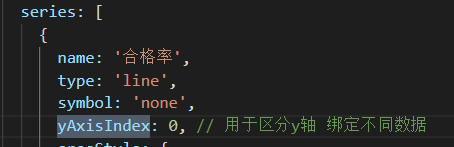 series: [
{
name: '合格率',
type: 'line',
symbol: 'none',
yAxisIndex: 0, // 用于区分y轴 绑定不同数据